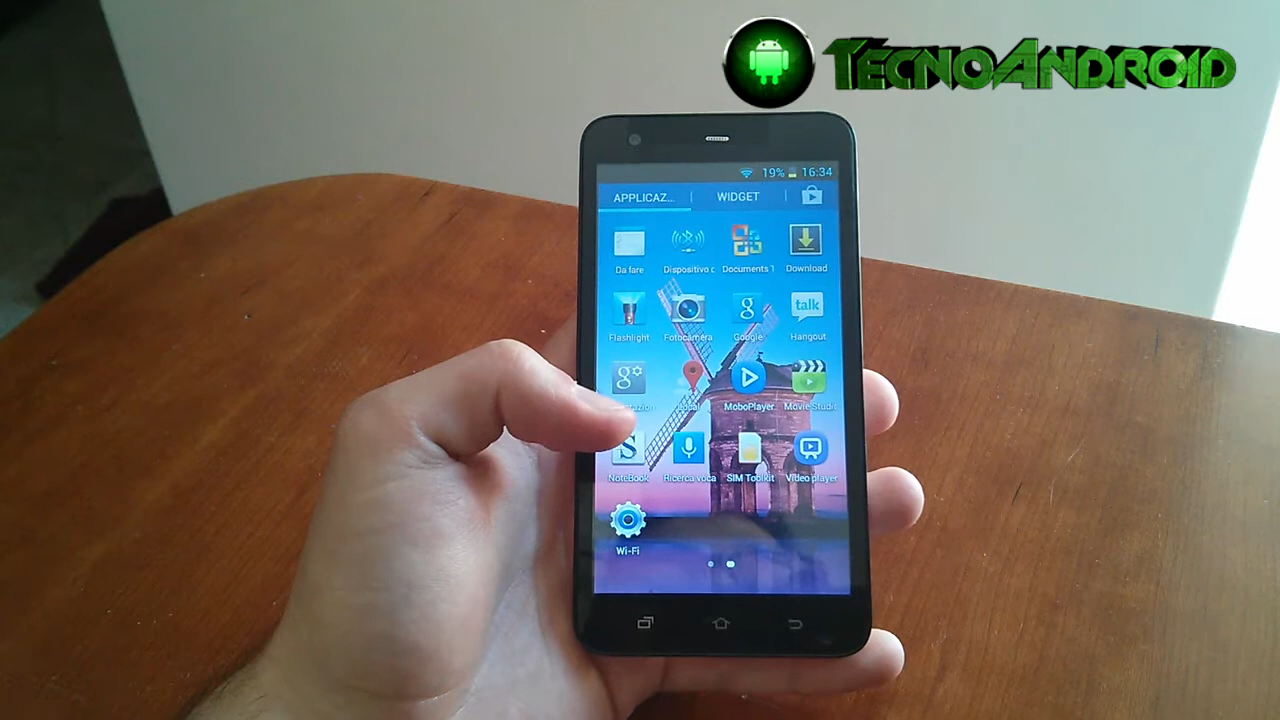 TECNOANDROID
19% 16:34
APPLICAZ... WIDGET
Da fare Dispositivo Documents Download
Flashlight Fotocamera Google Hangout
talk
Local MoboPlayer Movie Studi
NoteBook Ricerca voca SIM Toolkit Video player
Wi-Fi